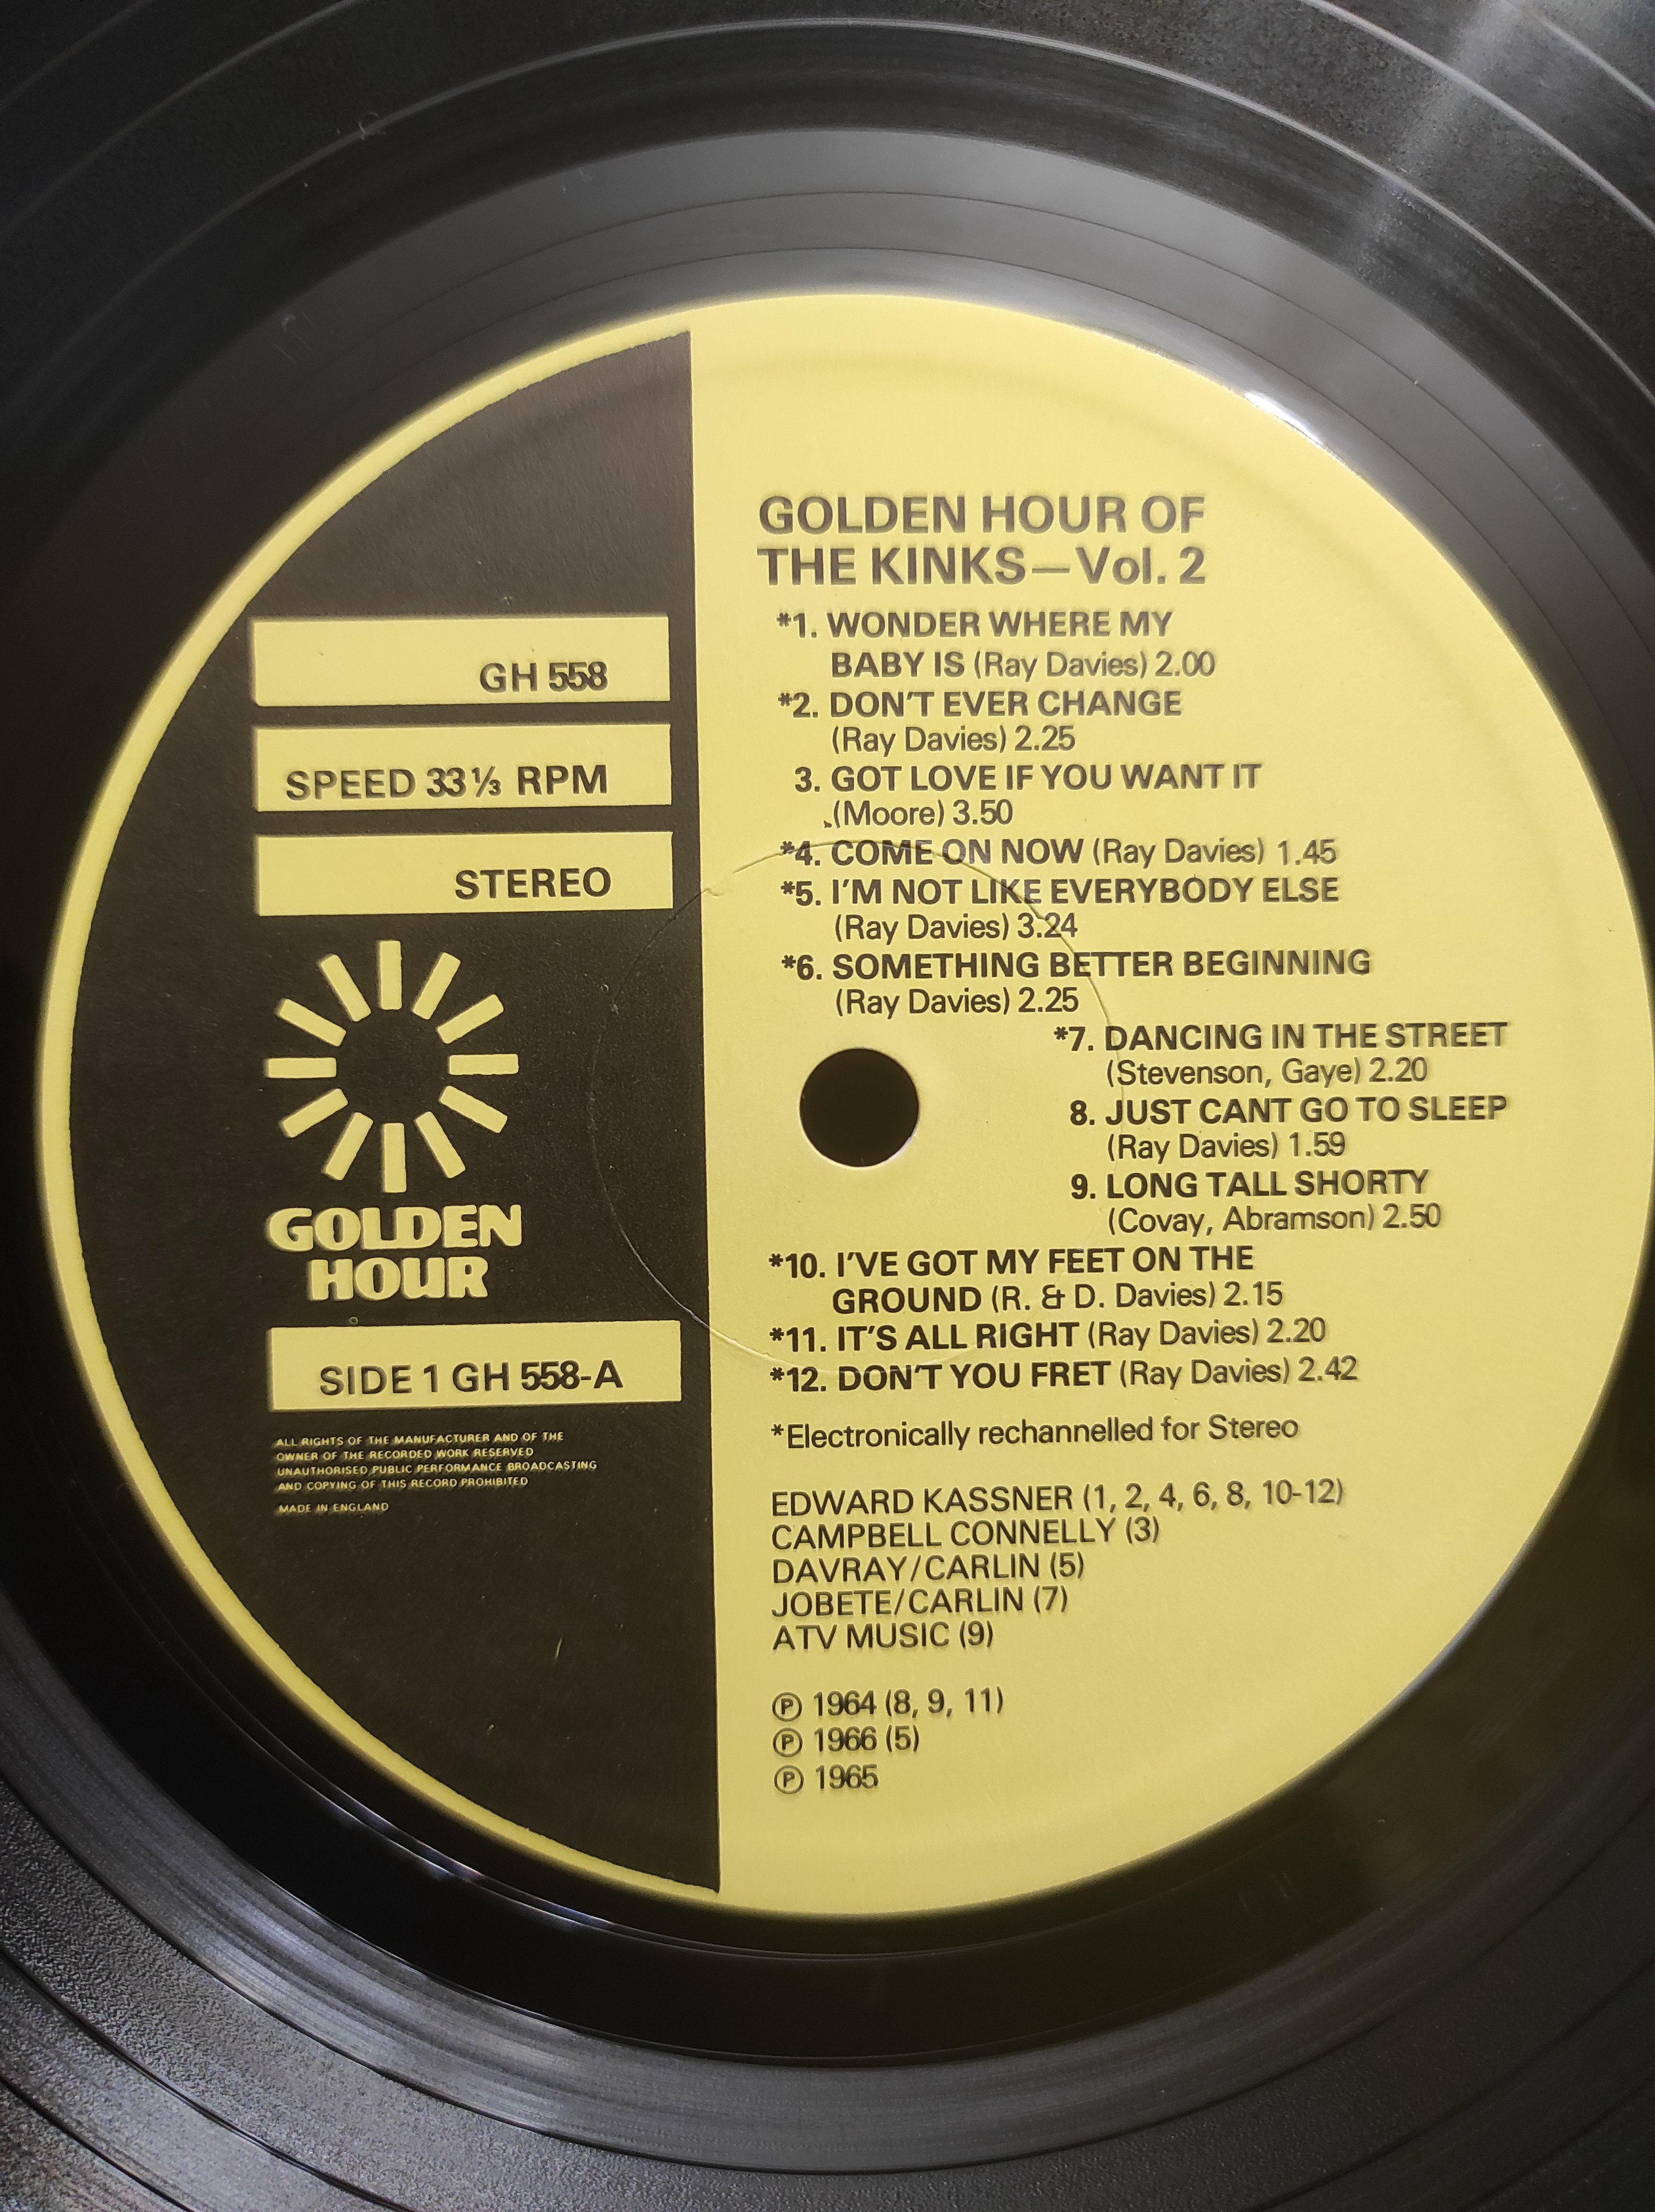 GOLDEN HOUR OF
THE KINKS—Vol. 2
*1. WONDER WHERE MY
BABY IS (Ray Davies) 2.00
*2. DON'T EVER CHANGE
(Ray Davies) 2.25
3. GOT LOVE IF YOU WANT IT
(Moore) 3.50
*4. COME ON NOW (Ray Davies) 1.45
*5. I'M NOT LIKE EVERYBODY ELSE
(Ray Davies) 3.24
*6. SOMETHING BETTER BEGINNING
(Ray Davies) 2.25
*7. DANCING IN THE STREET
(Stevenson, Gaye) 2.20
8. JUST CANT GO TO SLEEP
(Ray Davies) 1.59
9. LONG TALL SHORTY
(Covay, Abramson) 2.50
*10. I'VE GOT MY FEET ON THE
GROUND (R. & D. Davies) 2.15
*11. IT'S ALL RIGHT (Ray Davies) 2.20
*12. DON'T YOU FRET (Ray Davies) 2.42
*Electronically rechannelled for Stereo
EDWARD KASSNER (1, 2, 4, 6, 8, 10-12)
CAMPBELL CONNELLY (3)
DAVRAY/CARLIN (5)
JOBETE/CARLIN (7)
ATV MUSIC (9)
Ⓟ 1964 (8, 9, 11)
Ⓟ 1966 (5)
Ⓟ 1965
GH 558
SPEED 33⅓ RPM
STEREO
GOLDEN
HOUR
SIDE 1 GH 558-A
ALL RIGHTS OF THE MANUFACTURER AND OF THE
OWNER OF THE RECORDED WORK RESERVED
UNAUTHORISED PUBLIC PERFORMANCE BROADCASTING
AND COPYING OF THIS RECORD PROHIBITED
MADE IN ENGLAND